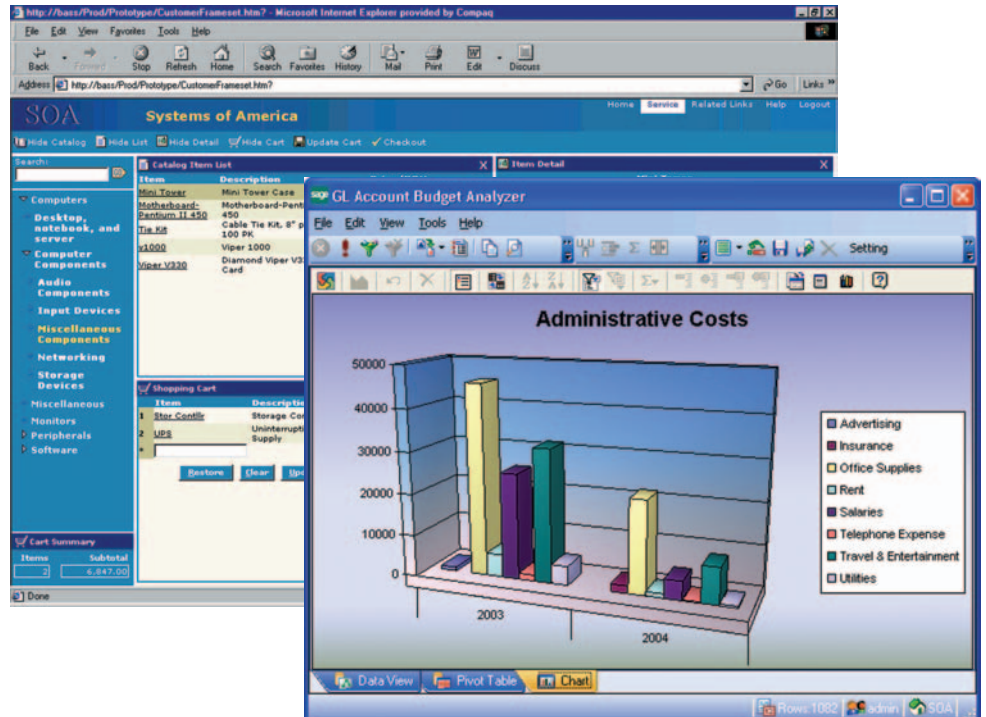 http://bass/Prod/Prototype/CustomerFrameset.htm? - Microsoft Internet Explorer provided by Compaq
File Edit View Favorites Tools Help
Back Forward Stop Refresh Home Search Favorites History Mail Print Edit Discuss
Address http://bass/Prod/Prototype/CustomerFrameset.htm? Go Links »
SOA Systems of America
Home Service Related Links Help Logout
Hide Catalog Hide List Hide Detail Hide Cart Update Cart Checkout
Search:
Computers
Desktop,
notebook, and
server
Computer
Components
Audio
Components
Input Devices
Miscellaneous
Components
Networking
Storage
Devices
Miscellaneous
Monitors
Peripherals
Software
Cart Summary
Items Subtotal
2 6,847.00
Done
Catalog Item List X
Item Description
Mini Tower Mini Tower Case
Motherboard- Motherboard-Penti
Pentium II 450 450
Tie Kit Cable Tie Kit, 8" p
100 PK
v1000 Viper 1000
Viper V330 Diamond Viper V33
Card
Item Detail X
Shopping Cart
Item Descripti
1 Stor Contllr Storage Con
2 UPS Uninterrupti
Supply
*
Restore Clear Upd
sage GL Account Budget Analyzer
File Edit View Tools Help
Setting
Administrative Costs
50000
40000
30000
20000
10000
0
2003
2004
Advertising
Insurance
Office Supplies
Rent
Salaries
Telephone Expense
Travel & Entertainment
Utilities
Data View Pivot Table Chart
Rows: 1082 admin SOA